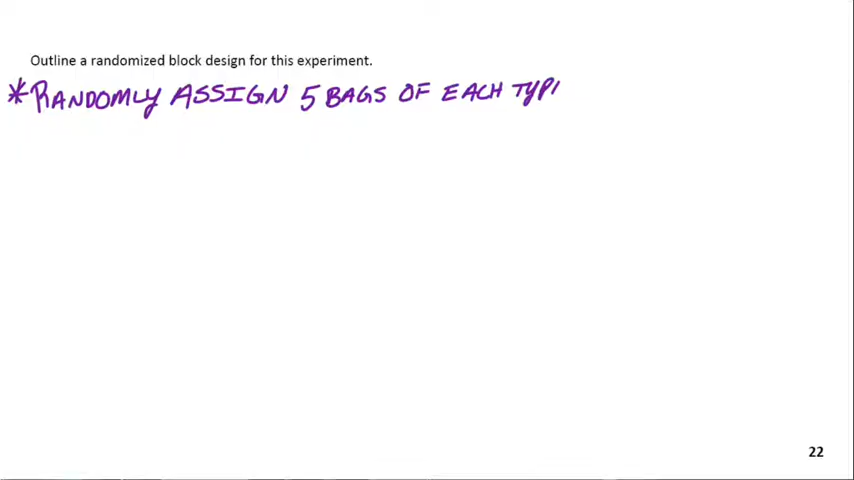 Outline a randomized block design for this experiment.
*RANDOMLY ASSIGN 5 BAGS OF EACH
22